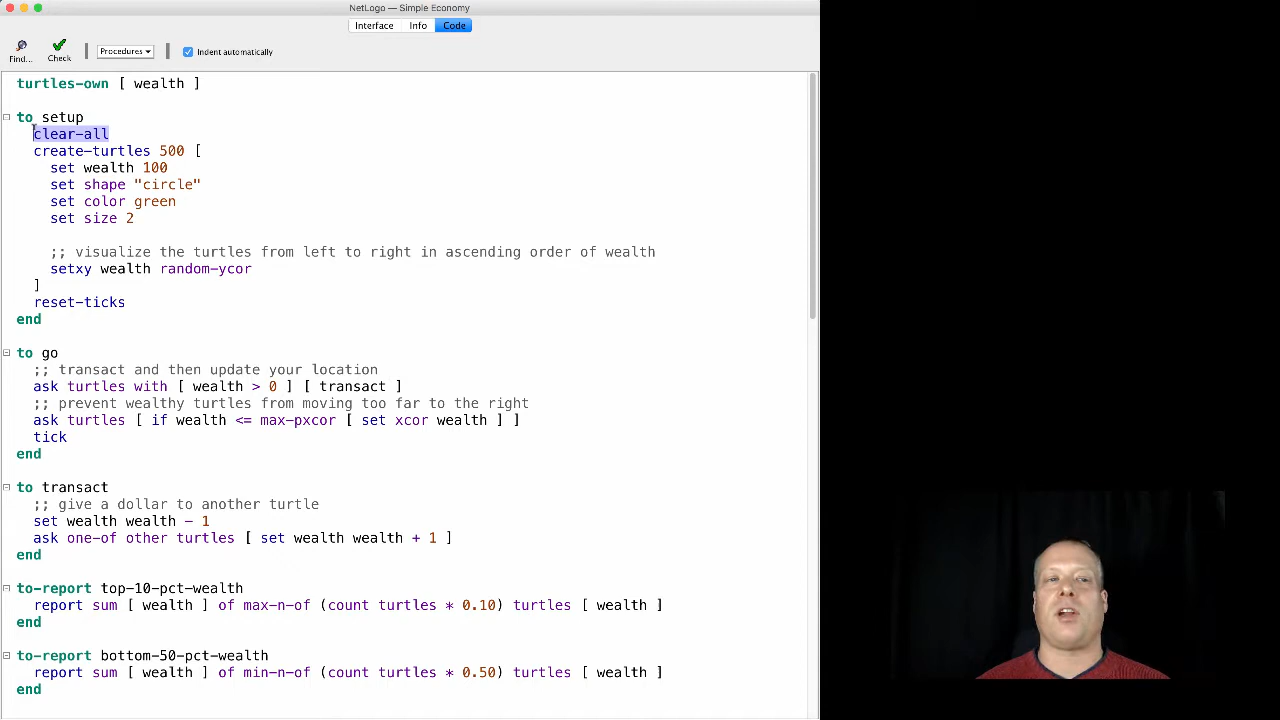 NetLogo — Simple Economy
Interface Info Code
Find... Check Procedures Indent automatically
turtles-own [ wealth ]
to setup
clear-all
create-turtles 500 [
set wealth 100
set shape "circle"
set color green
set size 2
;; visualize the turtles from left to right in ascending order of wealth
setxy wealth random-ycor
]
reset-ticks
end
to go
;; transact and then update your location
ask turtles with [ wealth > 0 ] [ transact ]
;; prevent wealthy turtles from moving too far to the right
ask turtles [ if wealth <= max-pxcor [ set xcor wealth ] ]
tick
end
to transact
;; give a dollar to another turtle
set wealth wealth - 1
ask one-of other turtles [ set wealth wealth + 1 ]
end
to-report top-10-pct-wealth
report sum [ wealth ] of max-n-of (count turtles * 0.10) turtles [ wealth ]
end
to-report bottom-50-pct-wealth
report sum [ wealth ] of min-n-of (count turtles * 0.50) turtles [ wealth ]
end